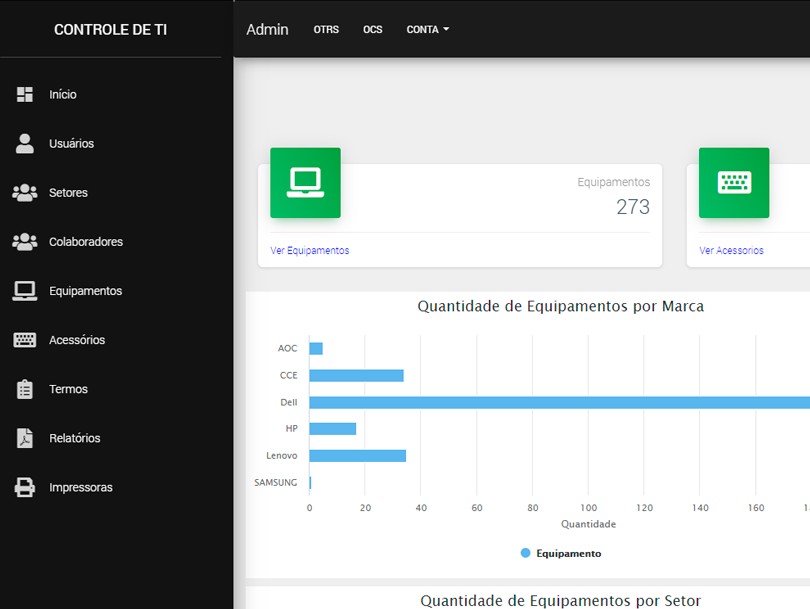 CONTROLE DE TI
Início
Usuários
Setores
Colaboradores
Equipamentos
Acessórios
Termos
Relatórios
Impressoras
Admin
OTRS
OCS
CONTA
Equipamentos
273
Ver Equipamentos
Ver Acessorios
Quantidade de Equipamentos por Marca
AOC
CCE
Dell
HP
Lenovo
SAMSUNG
0 20 40 60 80 100 120 140 160
Quantidade
Equipamento
Quantidade de Equipamentos por Setor